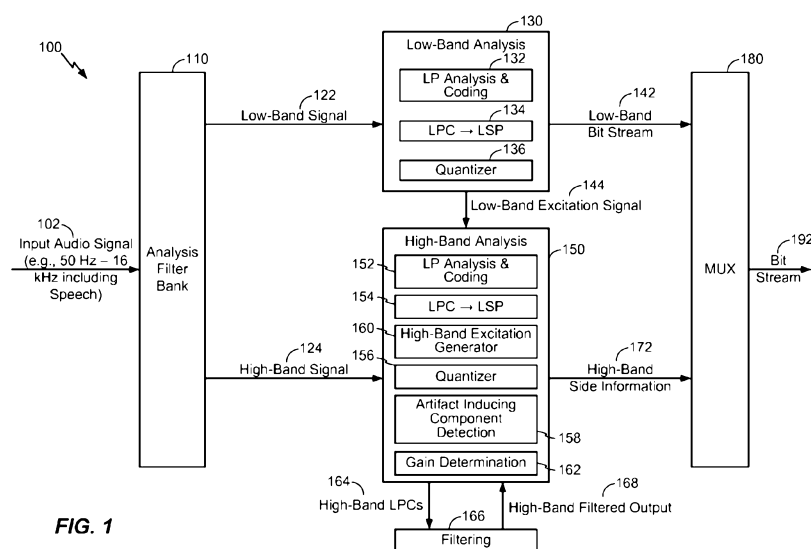 100
110
Analysis
Filter
Bank
102
Input Audio Signal
(e.g., 50 Hz – 16
kHz including
Speech)
122
Low-Band Signal
124
High-Band Signal
130
Low-Band Analysis
132
LP Analysis &
Coding
134
LPC → LSP
136
Quantizer
142
Low-Band
Bit Stream
144
Low-Band Excitation Signal
High-Band Analysis
150
152
LP Analysis &
Coding
154
LPC → LSP
160
High-Band Excitation
Generator
156
Quantizer
Artifact Inducing
Component
Detection
158
Gain Determination
162
172
High-Band
Side Information
180
MUX
192
Bit
Stream
164
High-Band LPCs
168
High-Band Filtered Output
166
Filtering
FIG. 1